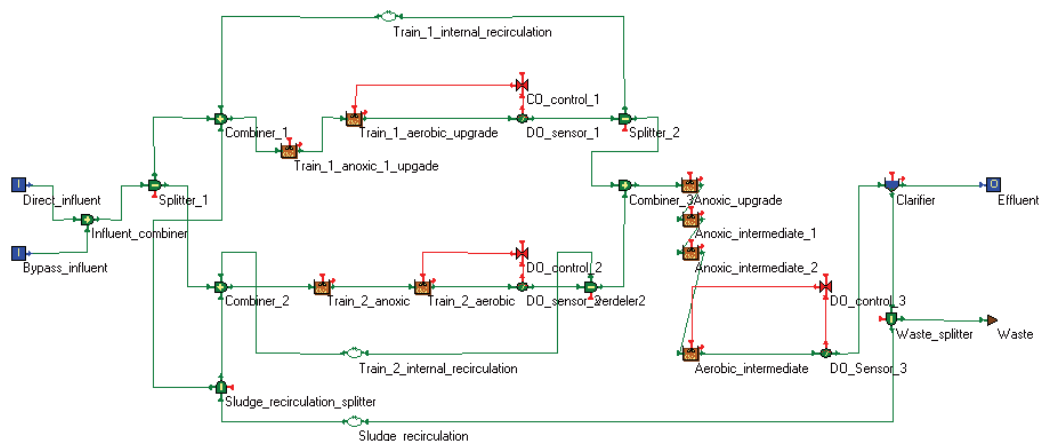 Train_1_internal_recirculation
CO_control_1
Combiner_1
Train_1_aerobic_upgrade
DO_sensor_1
Splitter_2
Train_1_anoxic_1_upgade
I
Direct_influent
Splitter_1
Combiner_3
Anoxic_upgrade
Clarifier
O
Effluent
Influent_combiner
Anoxic_intermediate_1
I
Bypass_influent
Anoxic_intermediate_2
DO_control_2
Combiner_2
Train_2_anoxic
Train_2_aerobic
DO_sensor_2
erdeler2
DO_control_3
Waste_splitter
Waste
Train_2_internal_recirculation
Aerobic_intermediate
DO_Sensor_3
Sludge_recirculation_splitter
Sludge_recirculation